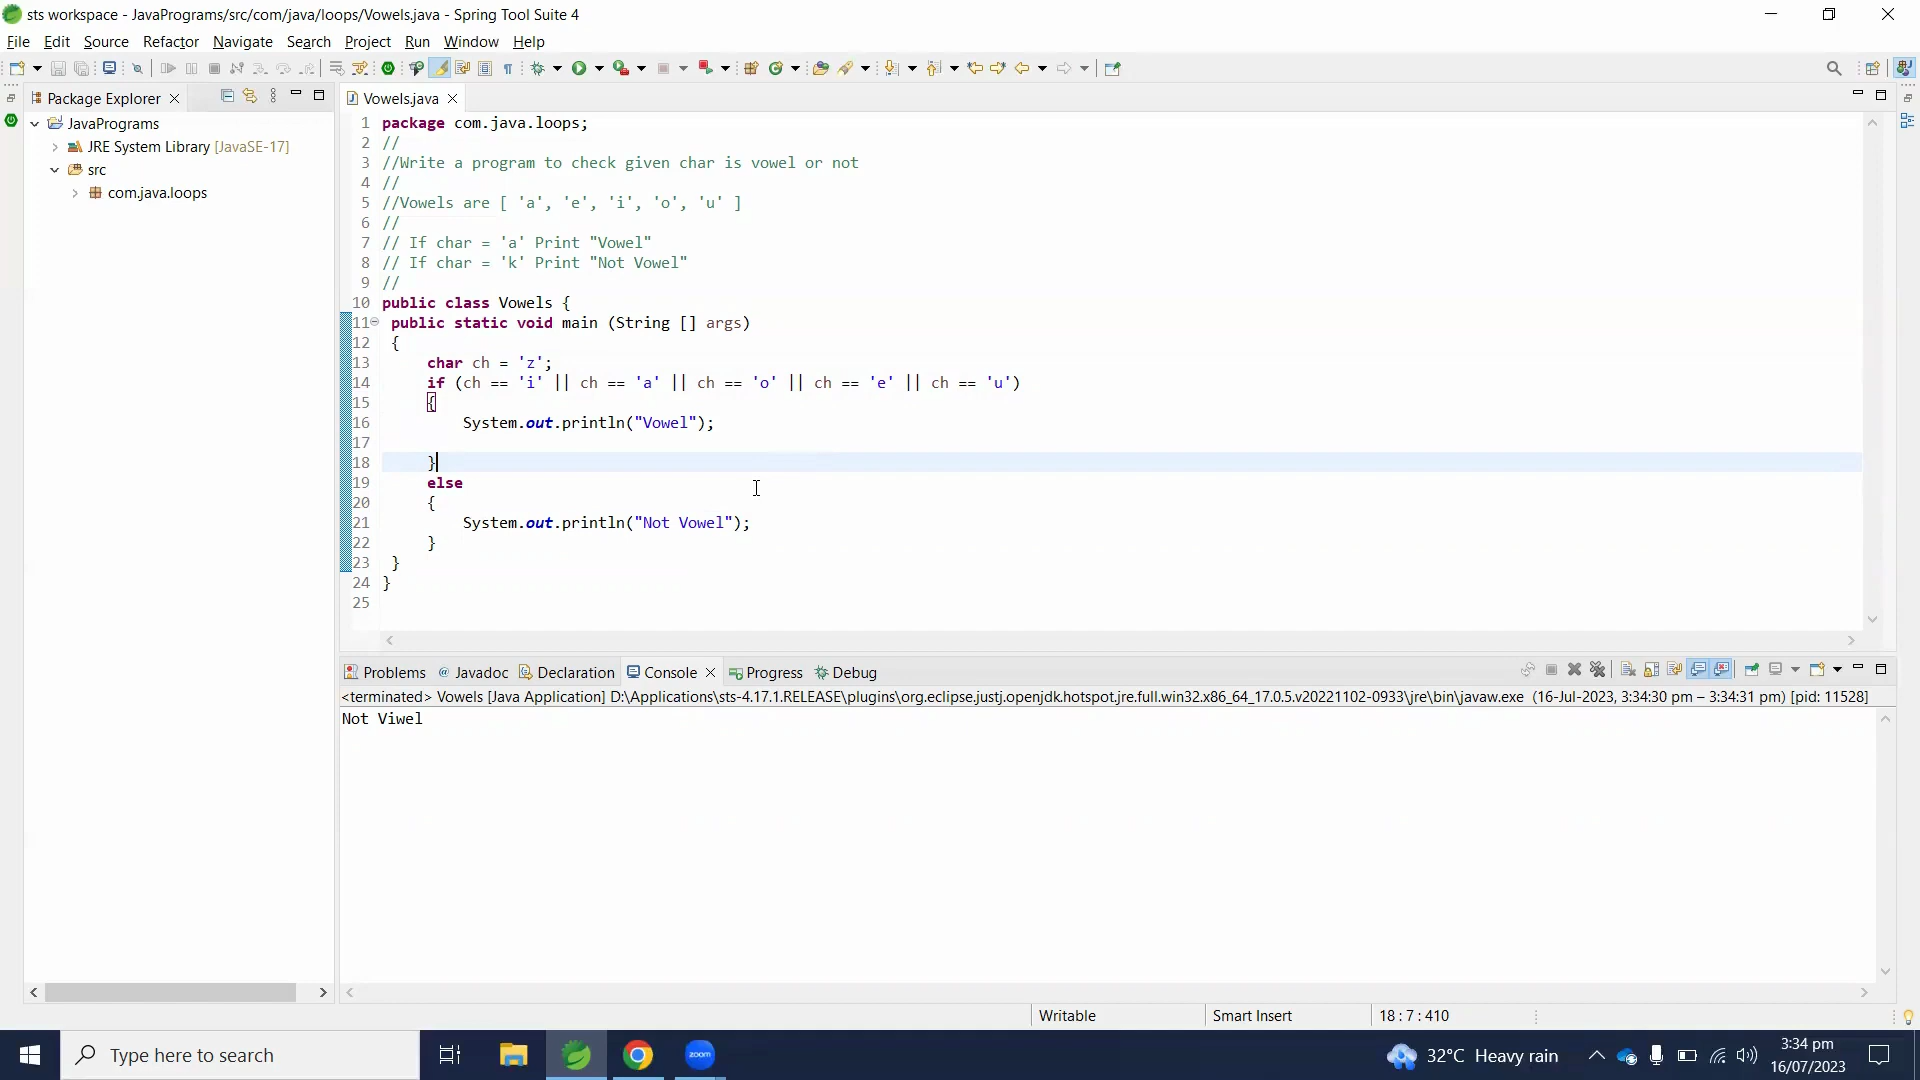 sts workspace - JavaPrograms/src/com/java/loops/Vowels.java - Spring Tool Suite 4
File Edit Source Refactor Navigate Search Project Run Window Help
Package Explorer
JavaPrograms
JRE System Library [JavaSE-17]
src
com.java.loops
Vowels.java
1 package com.java.loops;
2 //
3 //Write a program to check given char is vowel or not
4 //
5 //Vowels are [ 'a', 'e', 'i', 'o', 'u' ]
6 //
7 // If char = 'a' Print "Vowel"
8 // If char = 'k' Print "Not Vowel"
9 //
10 public class Vowels {
11 public static void main (String [] args)
12 {
13 char ch = 'z';
14 if (ch == 'i' || ch == 'a' || ch == 'o' || ch == 'e' || ch == 'u')
15 {
16 System.out.println("Vowel");
17
18 }
19 else
20 {
21 System.out.println("Not Vowel");
22 }
23 }
24 }
25
Problems Javadoc Declaration Console Progress Debug
<terminated> Vowels [Java Application] D:\Applications\sts-4.17.1.RELEASE\plugins\org.eclipse.justj.openjdk.hotspot.jre.full.win32.x86_64_17.0.5.v20221102-0933\jre\bin\javaw.exe (16-Jul-2023, 3:34:30 pm – 3:34:31 pm) [pid: 11528]
Not Viwel
Writable Smart Insert 18 : 7 : 410
Type here to search
zoom
32°C Heavy rain
3:34 pm
16/07/2023